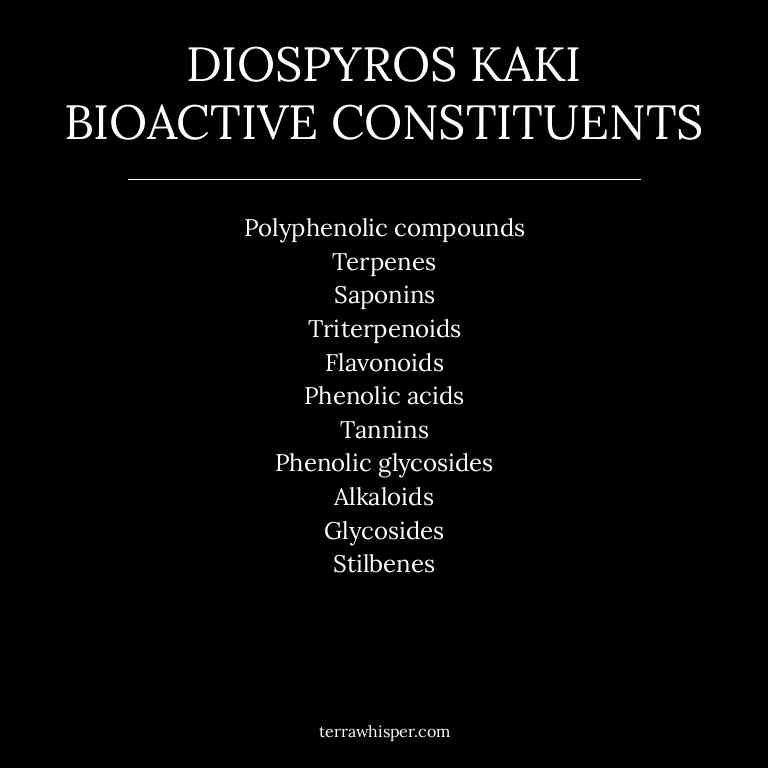 DIOSPYROS KAKI
BIOACTIVE CONSTITUENTS
Polyphenolic compounds
Terpenes
Saponins
Triterpenoids
Flavonoids
Phenolic acids
Tannins
Phenolic glycosides
Alkaloids
Glycosides
Stilbenes
terrawhisper.com